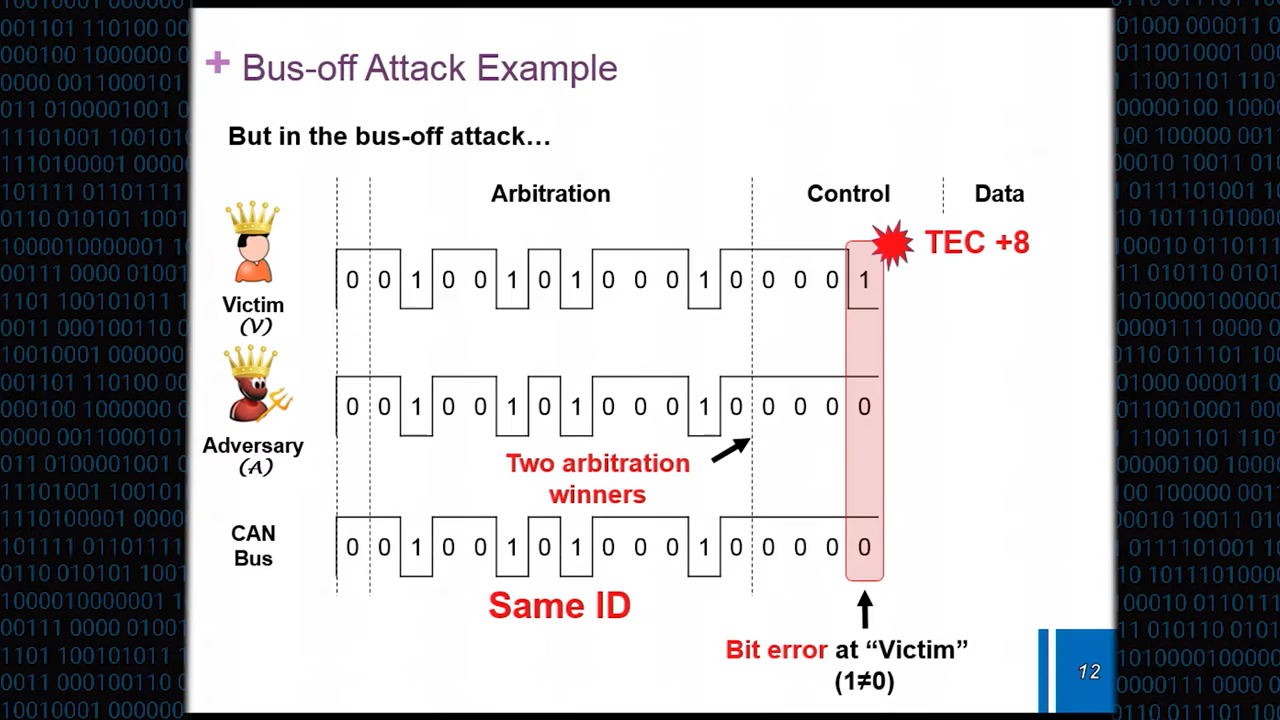 + Bus-off Attack Example
But in the bus-off attack…
Arbitration
Control
Data
TEC +8
0 0 1 0 0 1 0 1 0 0 0 1 0 0 0 0 1
Victim
(V)
0 0 1 0 0 1 0 1 0 0 0 1 0 0 0 0 0
Adversary
(A)
Two arbitration
winners
CAN
Bus
0 0 1 0 0 1 0 1 0 0 0 1 0 0 0 0 0
Same ID
Bit error at “Victim”
(1≠0)
12